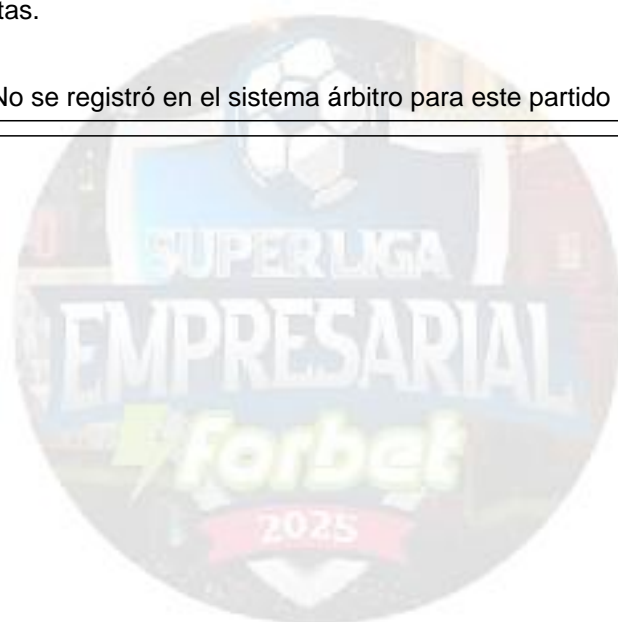 tas.
No se registró en el sistema árbitro para este partido
SUPER LIGA
EMPRESARIAL
forbet
2025